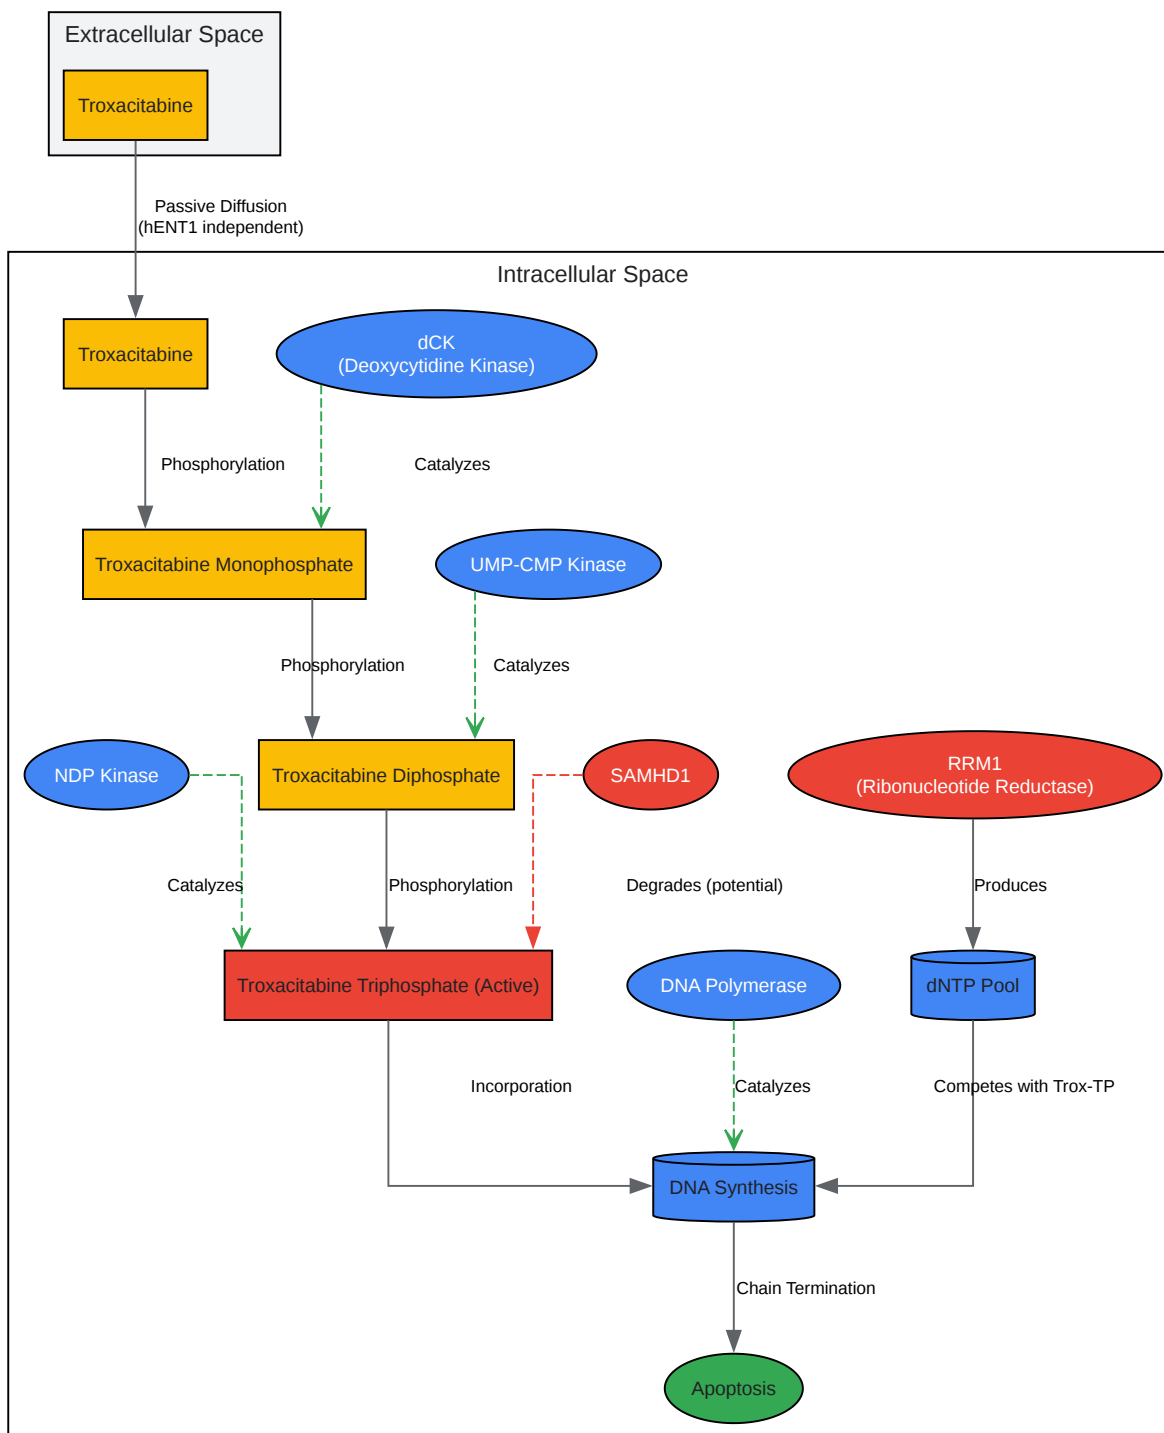 Extracellular Space
Troxacitabine
Passive Diffusion
(hENT1 independent)
Intracellular Space
Troxacitabine
dCK
(Deoxycytidine Kinase)
Phosphorylation
Catalyzes
Troxacitabine Monophosphate
UMP-CMP Kinase
Phosphorylation
Catalyzes
NDP Kinase
Troxacitabine Diphosphate
SAMHD1
RRM1
(Ribonucleotide Reductase)
Catalyzes
Phosphorylation
Degrades (potential)
Produces
Troxacitabine Triphosphate (Active)
DNA Polymerase
dNTP Pool
Incorporation
Catalyzes
Competes with Trox-TP
DNA Synthesis
Chain Termination
Apoptosis